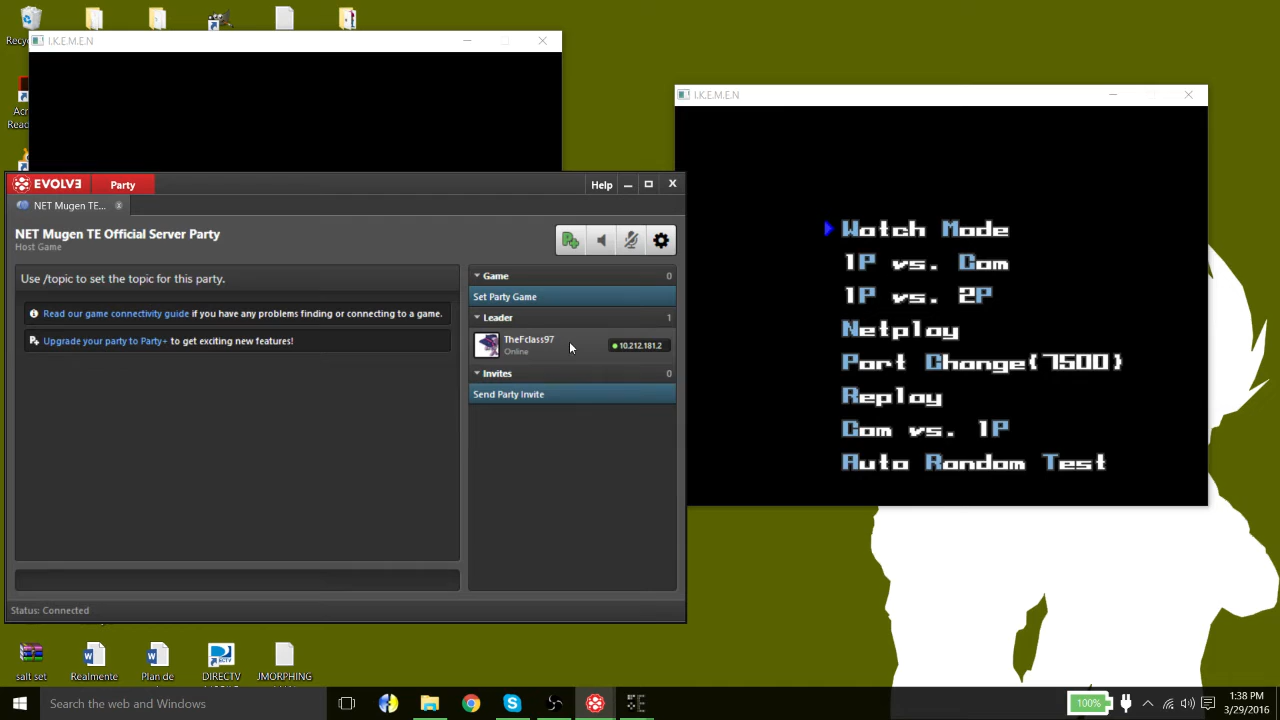 I.K.E.M.E.N
Recy
Acr
Read
EVOLVE Party Help
NET Mugen TE...
NET Mugen TE Official Server Party
Host Game
Use /topic to set the topic for this party.
Read our game connectivity guide if you have any problems finding or connecting to a game.
Upgrade your party to Party+ to get exciting new features!
Game 0
Set Party Game
Leader 1
TheFclass97
Online
10.212.181.2
Invites 0
Send Party Invite
Status: Connected
I.K.E.M.E.N
Watch Mode
1P vs. Com
1P vs. 2P
Netplay
Port Change(7500)
Replay
Com vs. 1P
Auto Random Test
salt set
Realmente
Plan de
DIRECTV
JMORPHING
Search the web and Windows
100%
1:38 PM
3/29/2016